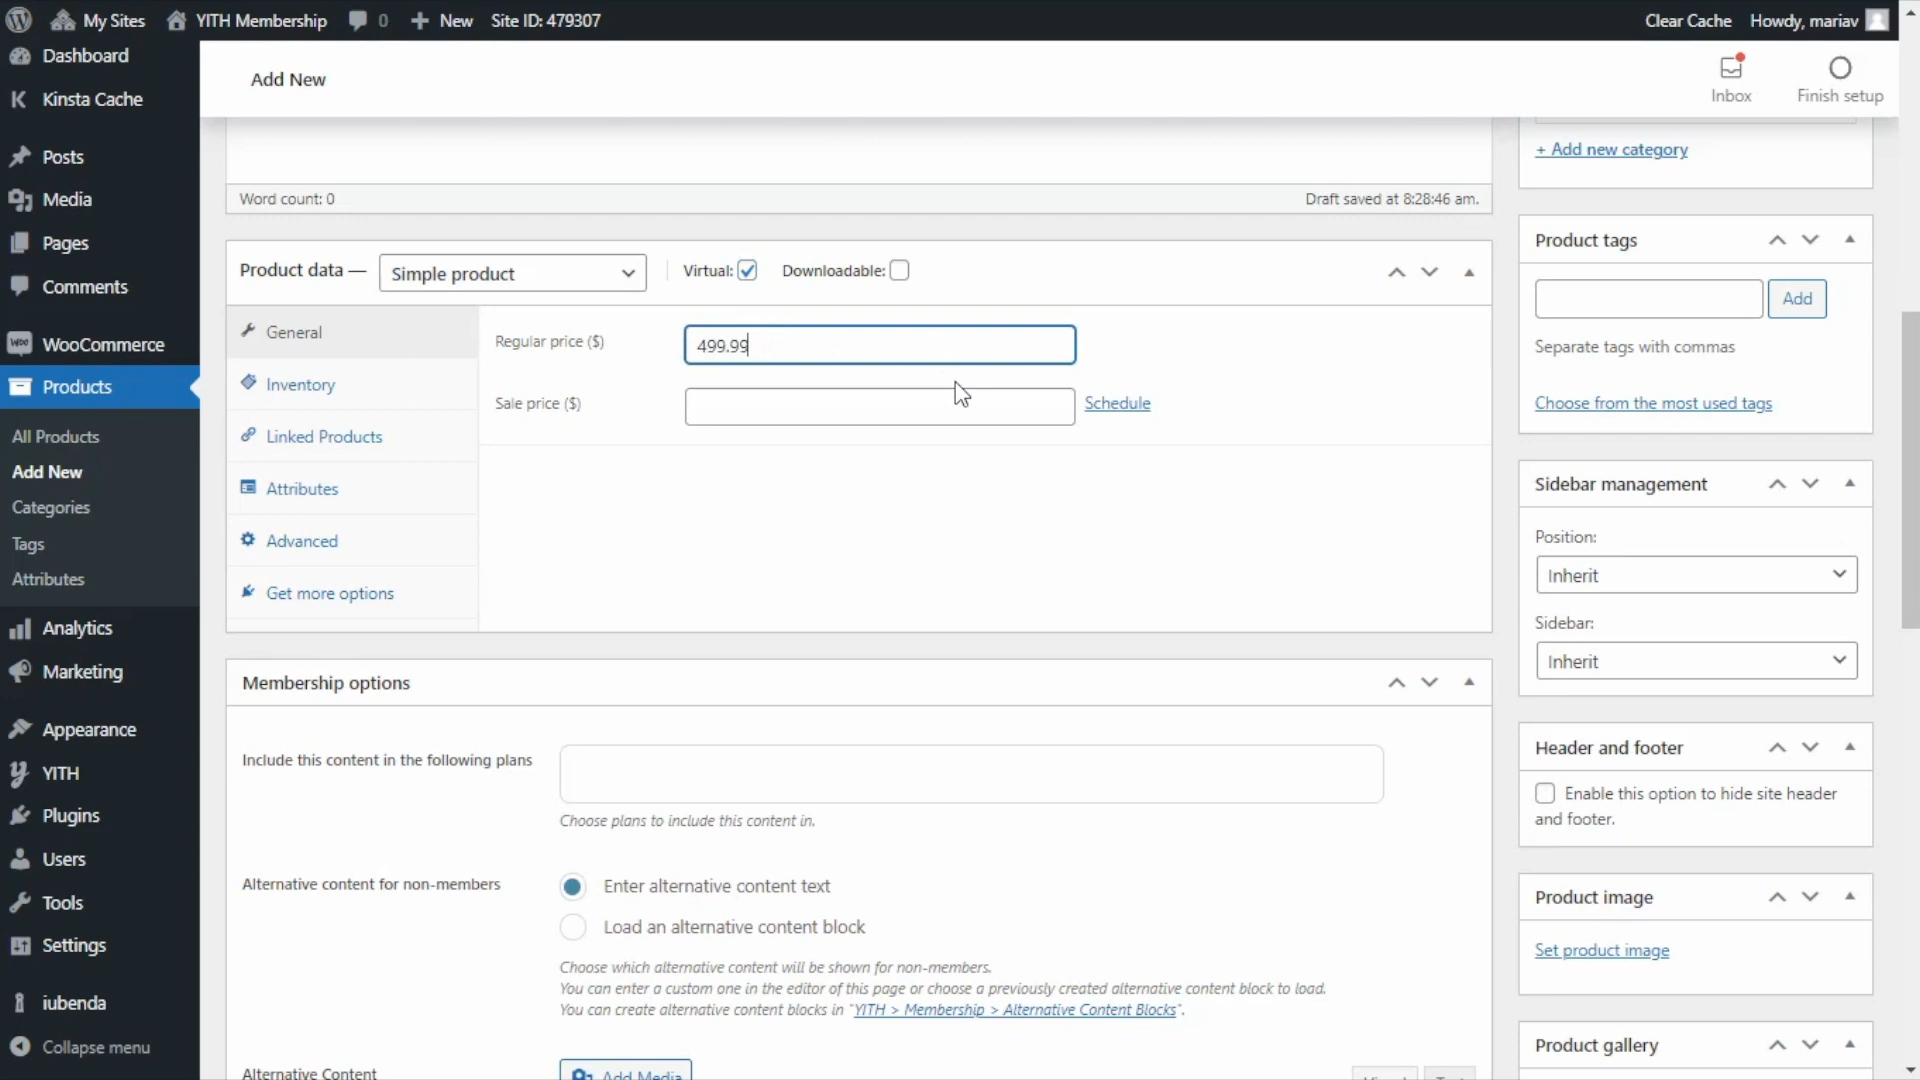 My Sites
YITH Membership
0
New
Site ID: 479307
Clear Cache
Howdy, mariav
Dashboard
Kinsta Cache
Posts
Media
Pages
Comments
WooCommerce
Products
All Products
Add New
Categories
Tags
Attributes
Analytics
Marketing
Appearance
YITH
Plugins
Users
Tools
Settings
iubenda
Collapse menu
Add New
Inbox
Finish setup
Word count: 0
Draft saved at 8:28:46 am.
Product data —
Simple product
Virtual:
Downloadable:
General
Inventory
Linked Products
Attributes
Advanced
Get more options
Regular price ($)
499.99
Sale price ($)
Schedule
Membership options
Include this content in the following plans
Choose plans to include this content in.
Alternative content for non-members
Enter alternative content text
Load an alternative content block
Choose which alternative content will be shown for non-members.
You can enter a custom one in the editor of this page or choose a previously created alternative content block to load.
You can create alternative content blocks in "YITH > Membership > Alternative Content Blocks".
Alternative Content
Add Media
+ Add new category
Product tags
Add
Separate tags with commas
Choose from the most used tags
Sidebar management
Position:
Inherit
Sidebar:
Inherit
Header and footer
Enable this option to hide site header
and footer.
Product image
Set product image
Product gallery